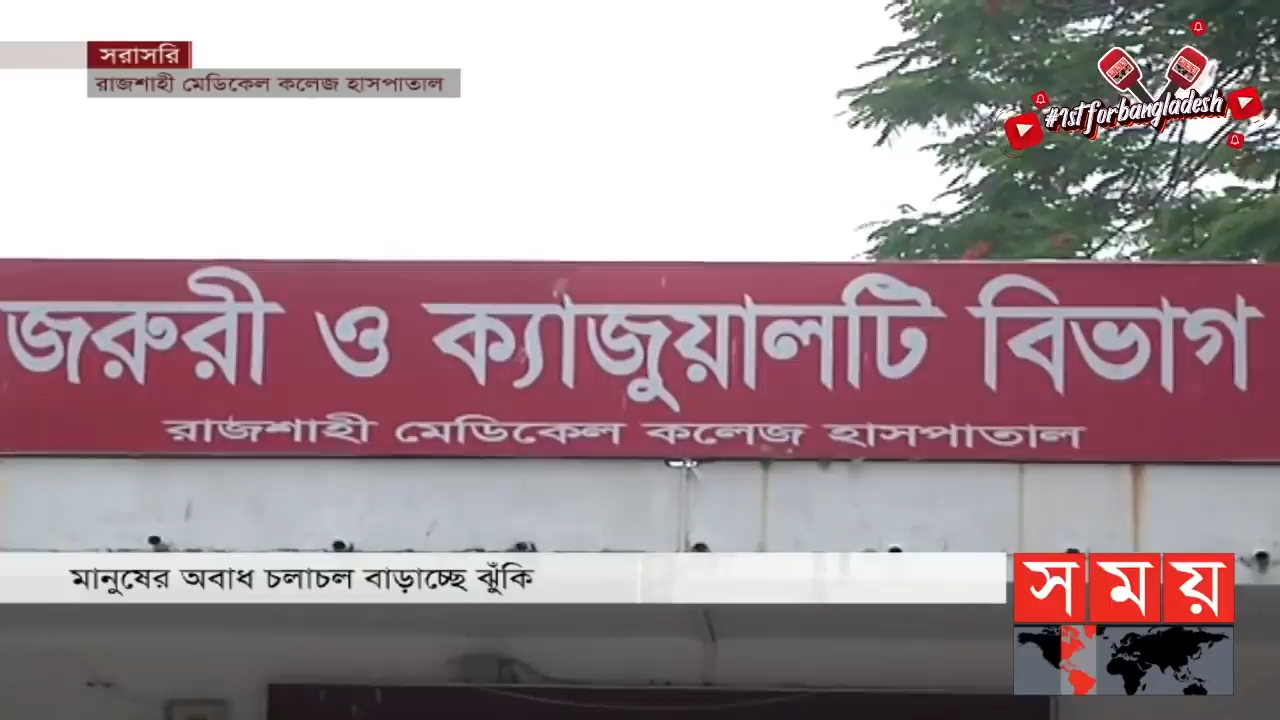 সরাসরি
রাজশাহী মেডিকেল কলেজ হাসপাতাল
#1stforbangladesh
জরুরী ও ক্যাজুয়ালটি বিভাগ
রাজশাহী মেডিকেল কলেজ হাসপাতাল
মানুষের অবাধ চলাচল বাড়াচ্ছে ঝুঁকি
সময়